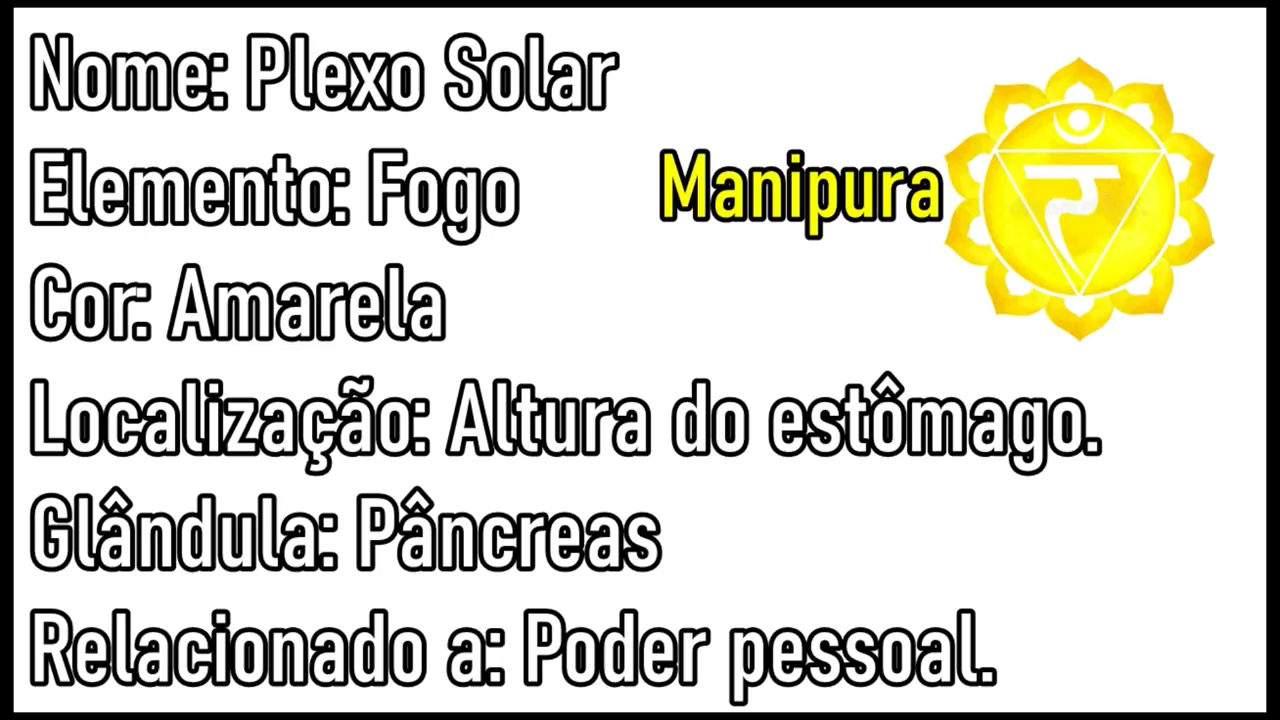 Nome: Plexo Solar
Elemento: Fogo
Manipura
रं
Cor: Amarela
Localização: Altura do estômago.
Glândula: Pâncreas
Relacionado a: Poder pessoal.